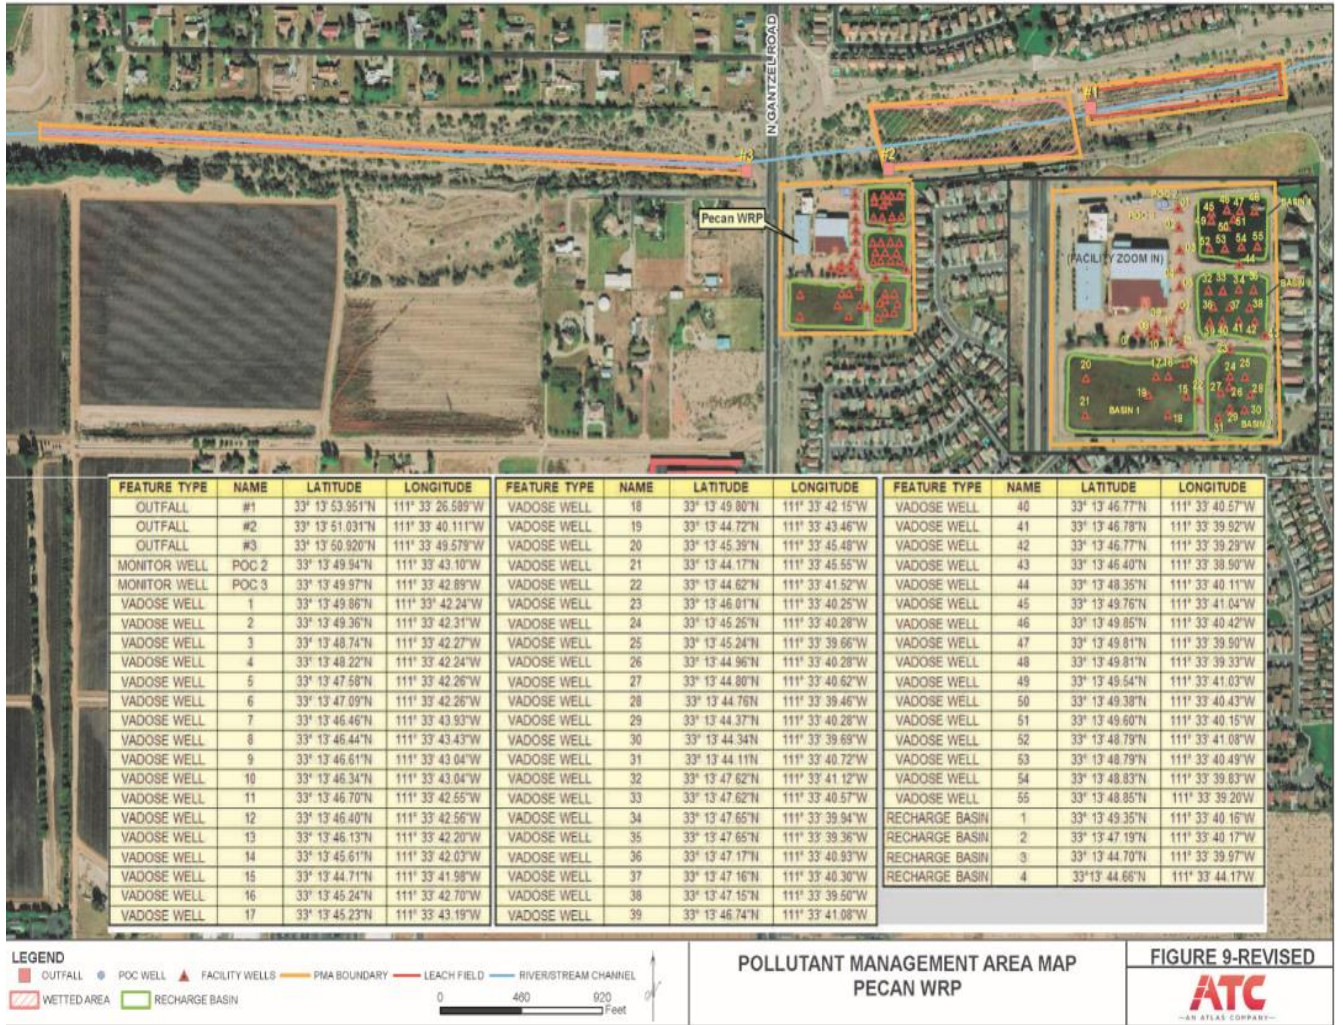 N GANTZEL ROAD
#1
#2
#3
Pecan WRP
(FACILITY ZOOM IN)
BASIN 1
FEATURE TYPE NAME LATITUDE LONGITUDE
OUTFALL #1 33° 13' 53.951"N 111° 33' 26.589"W
OUTFALL #2 33° 13' 51.031"N 111° 33' 40.111"W
OUTFALL #3 33° 13' 50.920"N 111° 33' 49.579"W
MONITOR WELL POC 2 33° 13' 49.94"N 111° 33' 43.10"W
MONITOR WELL POC 3 33° 13' 49.97"N 111° 33' 42.89"W
VADOSE WELL 1 33° 13' 49.86"N 111° 33' 42.24"W
VADOSE WELL 2 33° 13' 49.36"N 111° 33' 42.31"W
VADOSE WELL 3 33° 13' 48.74"N 111° 33' 42.27"W
VADOSE WELL 4 33° 13' 48.22"N 111° 33' 42.24"W
VADOSE WELL 5 33° 13' 47.58"N 111° 33' 42.26"W
VADOSE WELL 6 33° 13' 47.09"N 111° 33' 42.26"W
VADOSE WELL 7 33° 13' 46.46"N 111° 33' 43.93"W
VADOSE WELL 8 33° 13' 46.44"N 111° 33' 43.43"W
VADOSE WELL 9 33° 13' 46.61"N 111° 33' 43.04"W
VADOSE WELL 10 33° 13' 46.34"N 111° 33' 43.04"W
VADOSE WELL 11 33° 13' 46.70"N 111° 33' 42.55"W
VADOSE WELL 12 33° 13' 46.40"N 111° 33' 42.56"W
VADOSE WELL 13 33° 13' 46.13"N 111° 33' 42.20"W
VADOSE WELL 14 33° 13' 45.61"N 111° 33' 42.03"W
VADOSE WELL 15 33° 13' 44.71"N 111° 33' 41.98"W
VADOSE WELL 16 33° 13' 45.24"N 111° 33' 42.70"W
VADOSE WELL 17 33° 13' 45.23"N 111° 33' 43.19"W
FEATURE TYPE NAME LATITUDE LONGITUDE
VADOSE WELL 18 33° 13' 49.80"N 111° 33' 42.15"W
VADOSE WELL 19 33° 13' 44.72"N 111° 33' 43.46"W
VADOSE WELL 20 33° 13' 45.39"N 111° 33' 45.48"W
VADOSE WELL 21 33° 13' 44.17"N 111° 33' 45.55"W
VADOSE WELL 22 33° 13' 44.62"N 111° 33' 41.52"W
VADOSE WELL 23 33° 13' 46.01"N 111° 33' 40.25"W
VADOSE WELL 24 33° 13' 45.25"N 111° 33' 40.28"W
VADOSE WELL 25 33° 13' 45.24"N 111° 33' 39.66"W
VADOSE WELL 26 33° 13' 44.96"N 111° 33' 40.28"W
VADOSE WELL 27 33° 13' 44.80"N 111° 33' 40.62"W
VADOSE WELL 28 33° 13' 44.76N 111° 33' 39.46"W
VADOSE WELL 29 33° 13' 44.37"N 111° 33' 40.28"W
VADOSE WELL 30 33° 13' 44.34N 111° 33' 39.69"W
VADOSE WELL 31 33° 13' 44.11N 111° 33' 40.72"W
VADOSE WELL 32 33° 13' 47.62"N 111° 33' 41.12"W
VADOSE WELL 33 33° 13' 47.62"N 111° 33' 40.57"W
VADOSE WELL 34 33° 13' 47.65"N 111° 33' 39.94"W
VADOSE WELL 35 33° 13' 47.65"N 111° 33' 39.36"W
VADOSE WELL 36 33° 13' 47.17"N 111° 33' 40.93"W
VADOSE WELL 37 33° 13' 47.16"N 111° 33' 40.30"W
VADOSE WELL 38 33° 13' 47.15"N 111° 33' 39.50"W
VADOSE WELL 39 33° 13' 46.74"N 111° 33' 41.08"W
FEATURE TYPE NAME LATITUDE LONGITUDE
VADOSE WELL 40 33° 13' 46.77"N 111° 33' 40.57"W
VADOSE WELL 41 33° 13' 46.78"N 111° 33' 39.92"W
VADOSE WELL 42 33° 13' 46.77"N 111° 33' 39.29"W
VADOSE WELL 43 33° 13' 46.40"N 111° 33' 38.90"W
VADOSE WELL 44 33° 13' 48.35"N 111° 33' 40.11"W
VADOSE WELL 45 33° 13' 49.76"N 111° 33' 41.04"W
VADOSE WELL 46 33° 13' 49.85"N 111° 33' 40.42"W
VADOSE WELL 47 33° 13' 49.81"N 111° 33' 39.90"W
VADOSE WELL 48 33° 13' 49.81"N 111° 33' 39.33"W
VADOSE WELL 49 33° 13' 49.54"N 111° 33' 41.03"W
VADOSE WELL 50 33° 13' 49.38"N 111° 33' 40.43"W
VADOSE WELL 51 33° 13' 49.60"N 111° 33' 40.15"W
VADOSE WELL 52 33° 13' 48.79"N 111° 33' 41.08"W
VADOSE WELL 53 33° 13' 48.79"N 111° 33' 40.49"W
VADOSE WELL 54 33° 13' 48.83"N 111° 33' 39.83"W
VADOSE WELL 55 33° 13' 48.85"N 111° 33' 39.20"W
RECHARGE BASIN 1 33° 13' 49.35"N 111° 33' 40.16"W
RECHARGE BASIN 2 33° 13' 47.19"N 111° 33' 40.17"W
RECHARGE BASIN 3 33° 13' 44.70"N 111° 33' 39.97"W
RECHARGE BASIN 4 33°13' 44.66"N 111° 33' 44.17"W
LEGEND
OUTFALL POC WELL FACILITY WELLS PMA BOUNDARY LEACH FIELD RIVER/STREAM CHANNEL
WETTED AREA RECHARGE BASIN
0 460 920
Feet
POLLUTANT MANAGEMENT AREA MAP
PECAN WRP
FIGURE 9-REVISED
ATC
AN ATLAS COMPANY